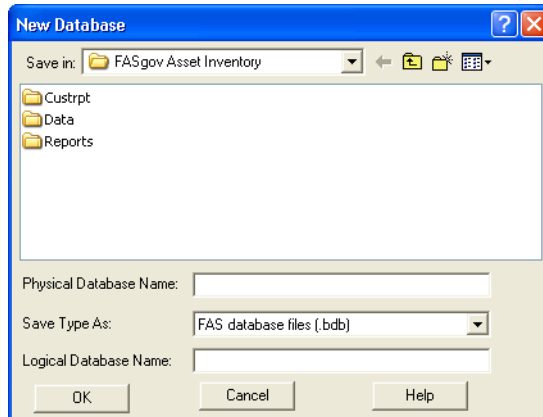 New Database
Save in: FASgov Asset Inventory
Custrpt
Data
Reports
Physical Database Name:
Save Type As: FAS database files (.bdb)
Logical Database Name:
OK Cancel Help